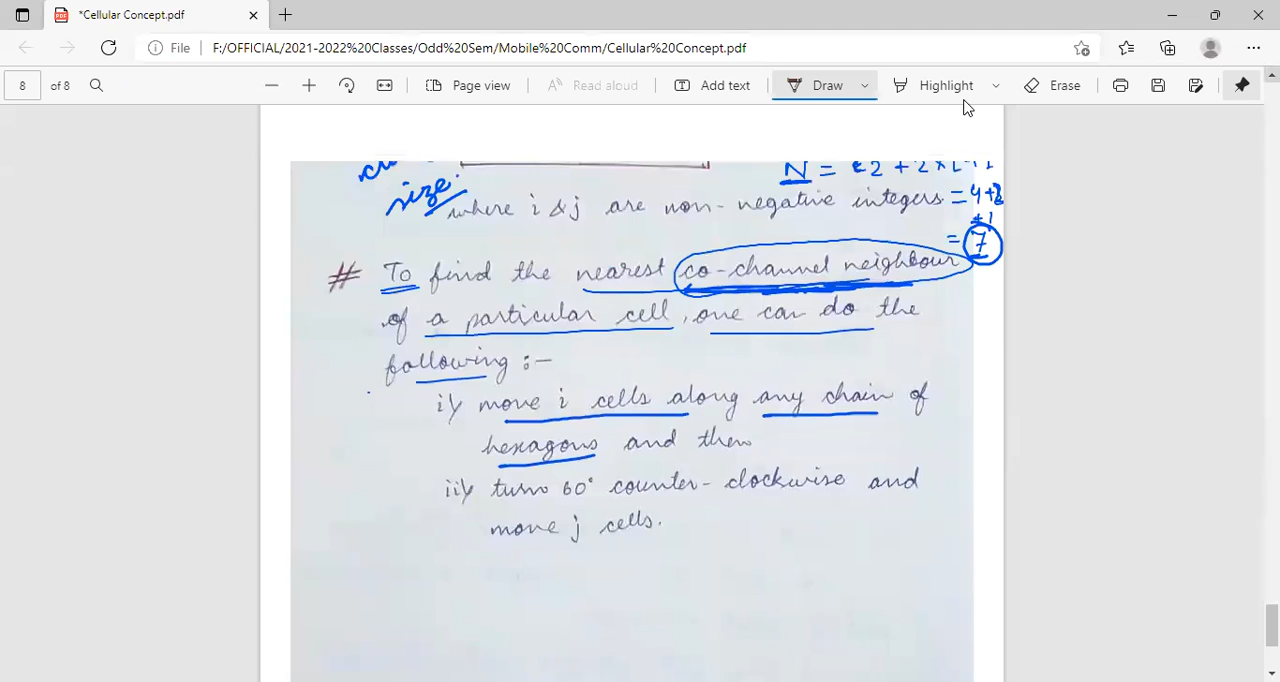 *Cellular Concept.pdf
File F:/OFFICIAL/2021-2022%20Classes/Odd%20Sem/Mobile%20Comm/Cellular%20Concept.pdf
8 of 8 Page view Read aloud Add text Draw Highlight Erase
size.
N =
where i & j are non-negative integers = 4+2
+1
= 7
# To find the nearest co-channel neighbour
of a particular cell, one can do the
following :-
i) move i cells along any chain of
hexagons and then
ii) turn 60° counter-clockwise and
move j cells.